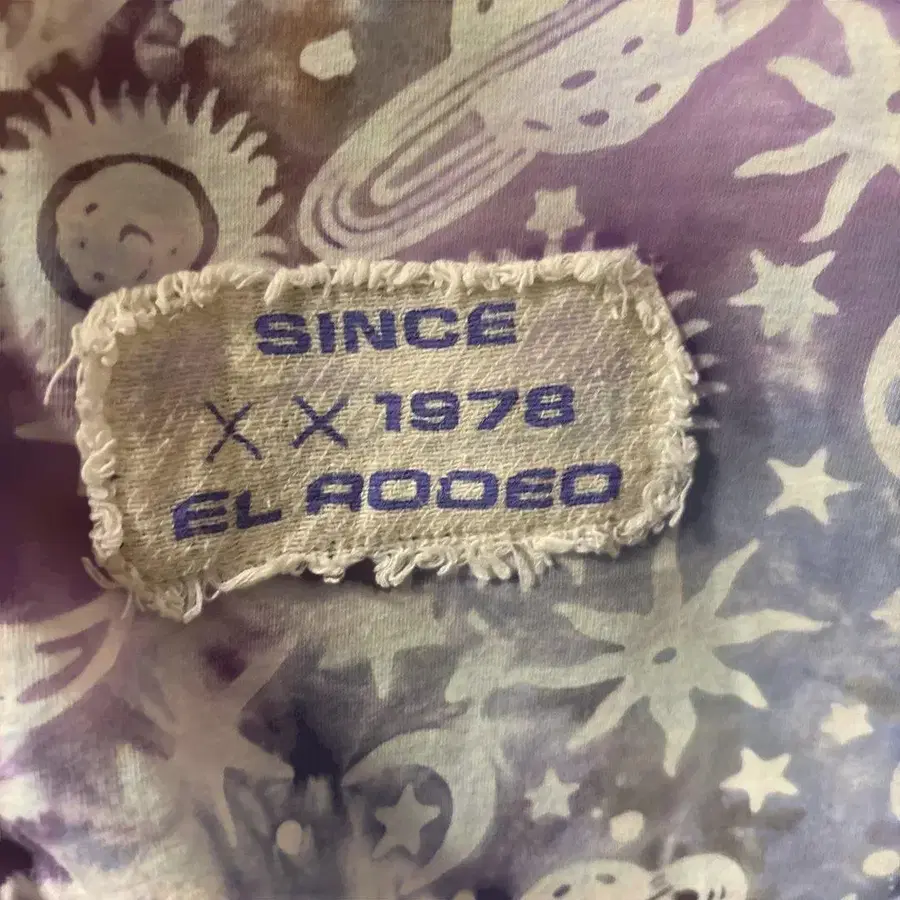 SINCE
X X 1978
EL RODEO